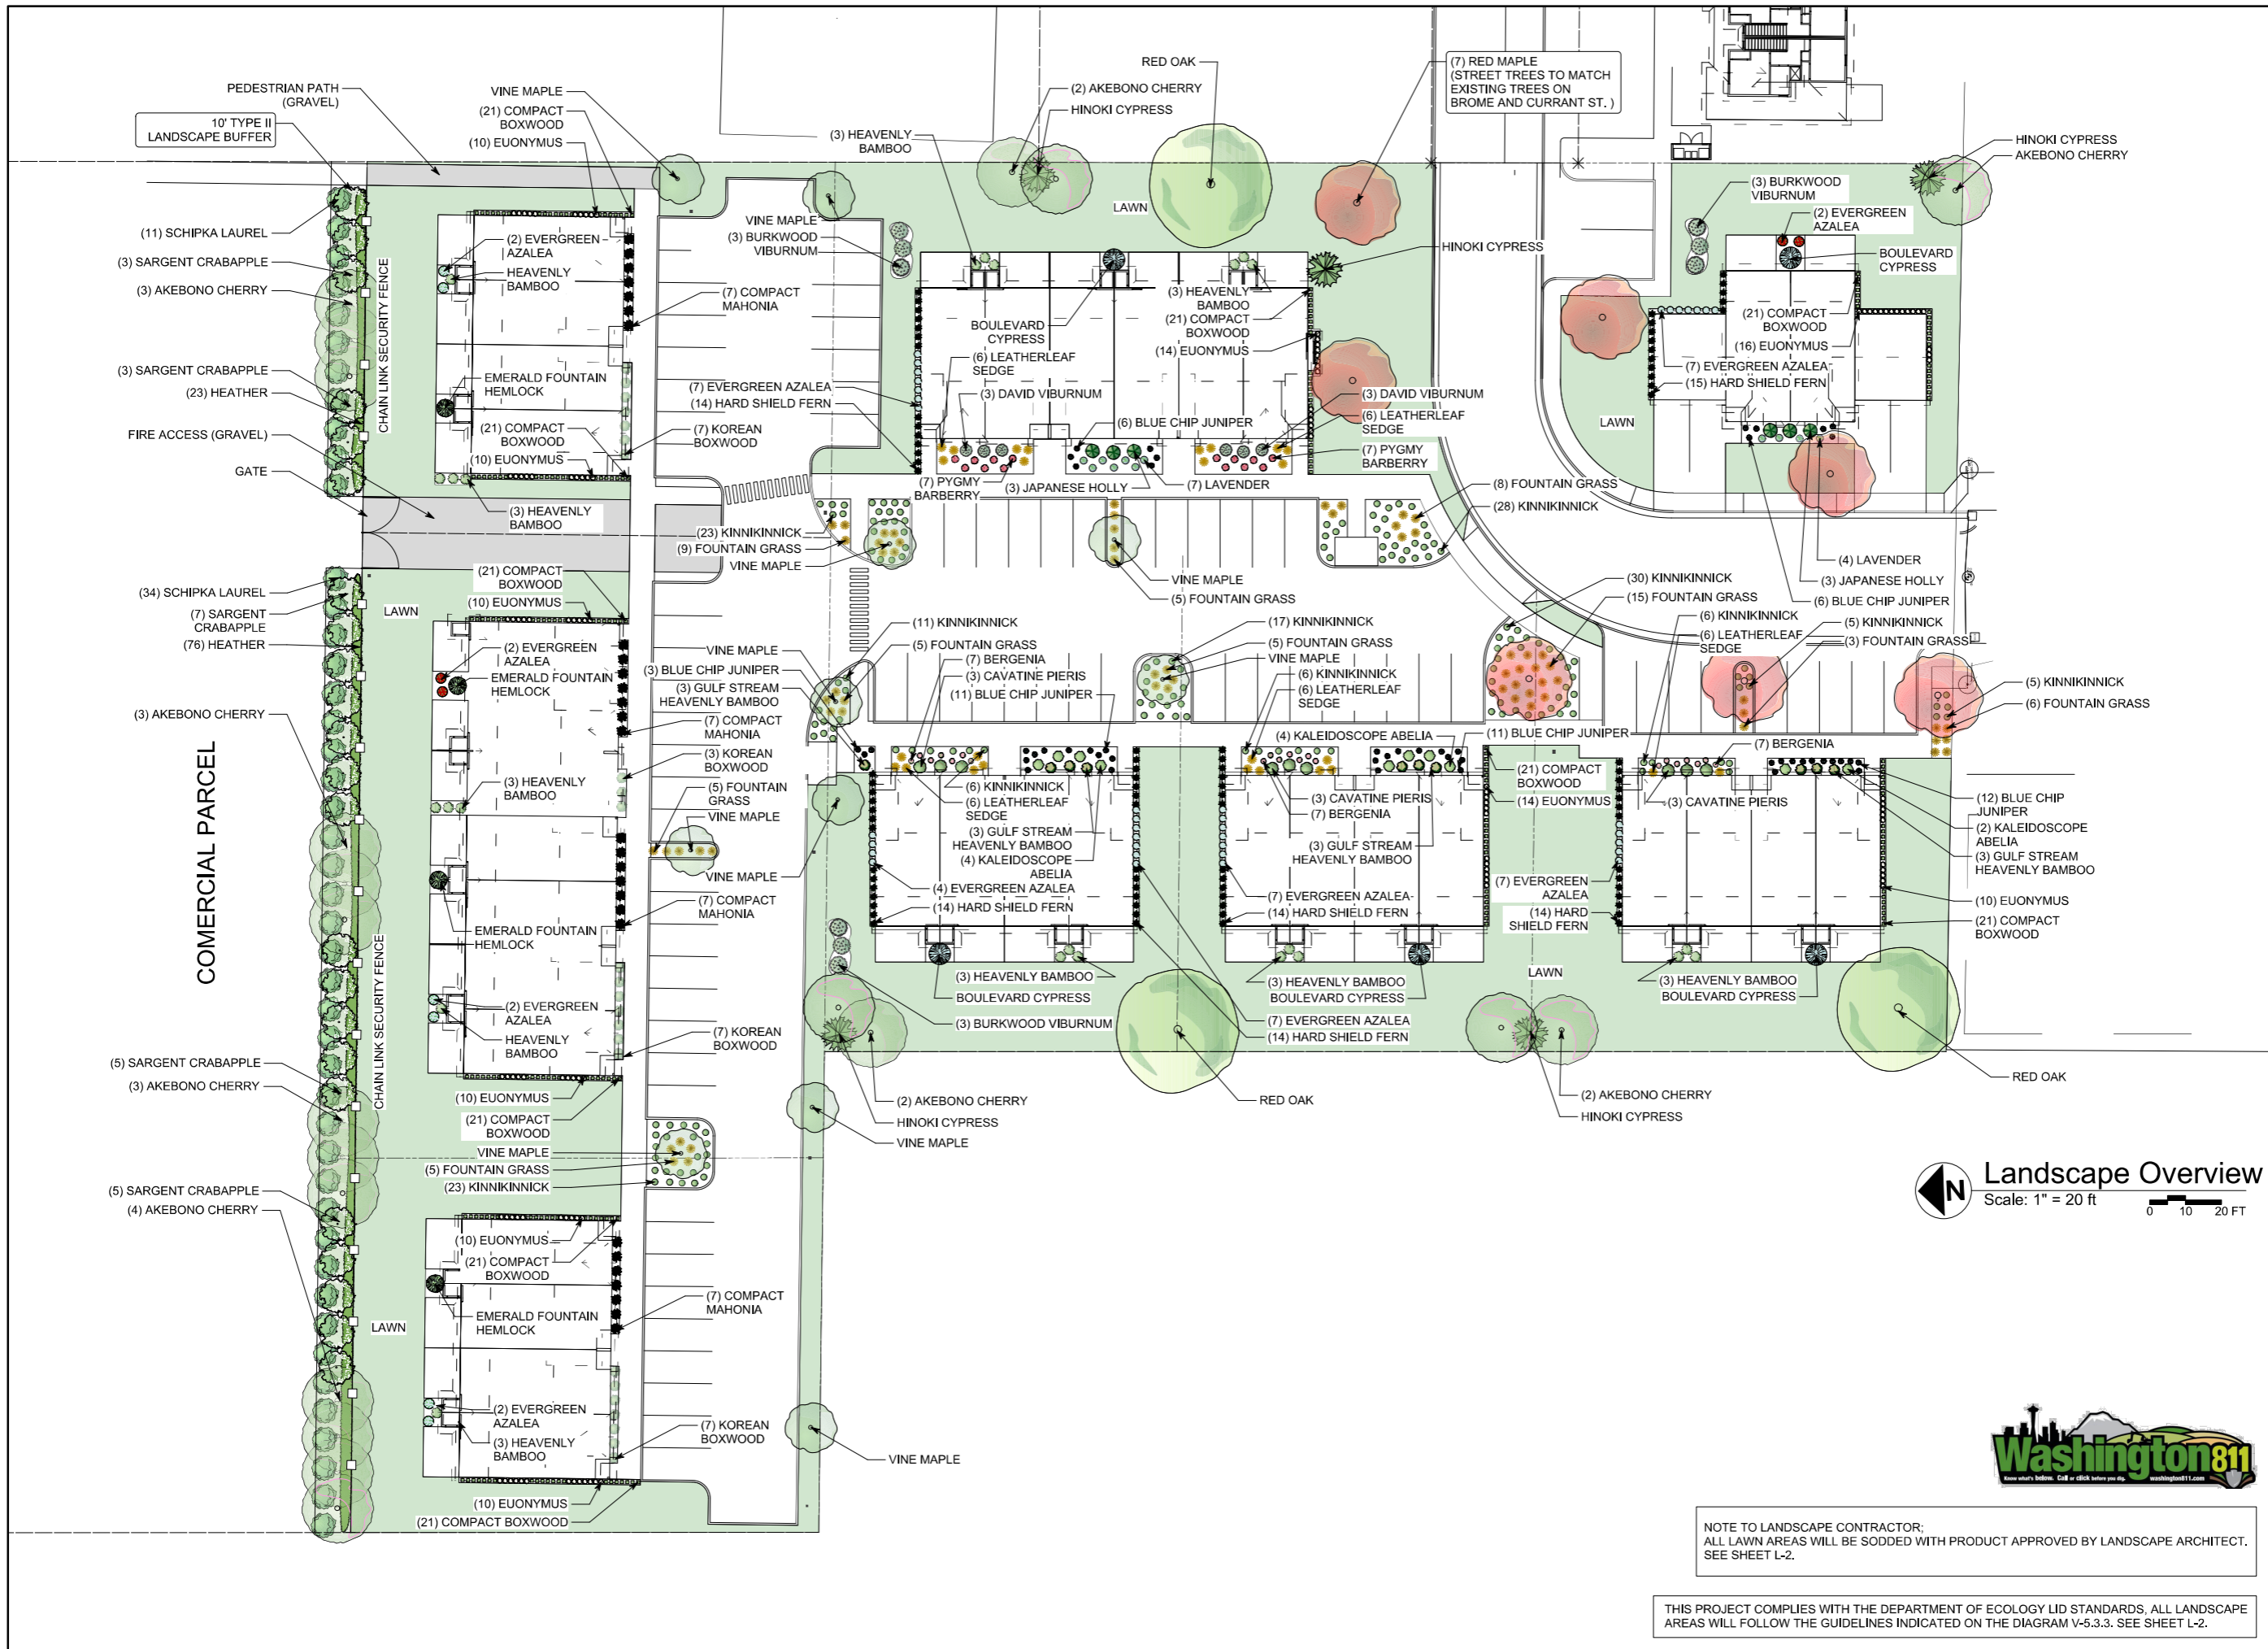 PEDESTRIAN PATH
(GRAVEL)
10' TYPE II
LANDSCAPE BUFFER
VINE MAPLE
(21) COMPACT
BOXWOOD
(10) EUONYMUS
RED OAK
(2) AKEBONO CHERRY
HINOKI CYPRESS
(3) HEAVENLY
BAMBOO
(7) RED MAPLE
(STREET TREES TO MATCH
EXISTING TREES ON
BROME AND CURRANT ST. )
HINOKI CYPRESS
AKEBONO CHERRY
(11) SCHIPKA LAUREL
(3) SARGENT CRABAPPLE
(3) AKEBONO CHERRY
(3) SARGENT CRABAPPLE
(23) HEATHER
FIRE ACCESS (GRAVEL)
GATE
CHAIN LINK SECURITY FENCE
(2) EVERGREEN
AZALEA
HEAVENLY
BAMBOO
EMERALD FOUNTAIN
HEMLOCK
(21) COMPACT
BOXWOOD
(10) EUONYMUS
(3) HEAVENLY
BAMBOO
(7) COMPACT
MAHONIA
(7) KOREAN
BOXWOOD
VINE MAPLE
(3) BURKWOOD
VIBURNUM
LAWN
HINOKI CYPRESS
BOULEVARD
CYPRESS
(3) HEAVENLY
BAMBOO
(21) COMPACT
BOXWOOD
(14) EUONYMUS
(6) LEATHERLEAF
SEDGE
(7) EVERGREEN AZALEA
(14) HARD SHIELD FERN
(3) DAVID VIBURNUM
(6) BLUE CHIP JUNIPER
(3) DAVID VIBURNUM
(6) LEATHERLEAF
SEDGE
(7) PYGMY
BARBERRY
(7) PYGMY
BARBERRY
(3) JAPANESE HOLLY
(7) LAVENDER
(3) BURKWOOD
VIBURNUM
(2) EVERGREEN
AZALEA
BOULEVARD
CYPRESS
(21) COMPACT
BOXWOOD
(16) EUONYMUS
(7) EVERGREEN AZALEA
(15) HARD SHIELD FERN
LAWN
(8) FOUNTAIN GRASS
(28) KINNIKINNICK
(23) KINNIKINNICK
(9) FOUNTAIN GRASS
VINE MAPLE
VINE MAPLE
(5) FOUNTAIN GRASS
(4) LAVENDER
(3) JAPANESE HOLLY
(6) BLUE CHIP JUNIPER
(30) KINNIKINNICK
(15) FOUNTAIN GRASS
(6) KINNIKINNICK
(6) LEATHERLEAF
SEDGE
(5) KINNIKINNICK
(3) FOUNTAIN GRASS
(5) KINNIKINNICK
(6) FOUNTAIN GRASS
(34) SCHIPKA LAUREL
(7) SARGENT
CRABAPPLE
(76) HEATHER
LAWN
(21) COMPACT
BOXWOOD
(10) EUONYMUS
(2) EVERGREEN
AZALEA
EMERALD FOUNTAIN
HEMLOCK
(3) HEAVENLY
BAMBOO
VINE MAPLE
(3) BLUE CHIP JUNIPER
(3) GULF STREAM
HEAVENLY BAMBOO
(7) COMPACT
MAHONIA
(3) KOREAN
BOXWOOD
(5) FOUNTAIN
GRASS
VINE MAPLE
VINE MAPLE
(7) COMPACT
MAHONIA
(11) KINNIKINNICK
(5) FOUNTAIN GRASS
(7) BERGENIA
(3) CAVATINE PIERIS
(11) BLUE CHIP JUNIPER
(17) KINNIKINNICK
(5) FOUNTAIN GRASS
VINE MAPLE
(6) KINNIKINNICK
(6) LEATHERLEAF
SEDGE
(4) KALEIDOSCOPE ABELIA
(11) BLUE CHIP JUNIPER
(7) BERGENIA
(6) KINNIKINNICK
(6) LEATHERLEAF
SEDGE
(3) GULF STREAM
HEAVENLY BAMBOO
(4) KALEIDOSCOPE
ABELIA
(4) EVERGREEN AZALEA
(14) HARD SHIELD FERN
(3) CAVATINE PIERIS
(7) BERGENIA
(3) GULF STREAM
HEAVENLY BAMBOO
(7) EVERGREEN AZALEA
(14) HARD SHIELD FERN
(21) COMPACT
BOXWOOD
(14) EUONYMUS
(3) CAVATINE PIERIS
(7) EVERGREEN
AZALEA
(14) HARD
SHIELD FERN
(12) BLUE CHIP
JUNIPER
(2) KALEIDOSCOPE
ABELIA
(3) GULF STREAM
HEAVENLY BAMBOO
(10) EUONYMUS
(21) COMPACT
BOXWOOD
(3) AKEBONO CHERRY
COMERCIAL PARCEL
CHAIN LINK SECURITY FENCE
EMERALD FOUNTAIN
HEMLOCK
(2) EVERGREEN
AZALEA
HEAVENLY
BAMBOO
(7) KOREAN
BOXWOOD
(3) HEAVENLY BAMBOO
BOULEVARD CYPRESS
(3) BURKWOOD VIBURNUM
(3) HEAVENLY BAMBOO
BOULEVARD CYPRESS
(7) EVERGREEN AZALEA
(14) HARD SHIELD FERN
LAWN
(3) HEAVENLY BAMBOO
BOULEVARD CYPRESS
(5) SARGENT CRABAPPLE
(3) AKEBONO CHERRY
(10) EUONYMUS
(21) COMPACT
BOXWOOD
VINE MAPLE
(5) FOUNTAIN GRASS
(23) KINNIKINNICK
(2) AKEBONO CHERRY
HINOKI CYPRESS
VINE MAPLE
RED OAK
(2) AKEBONO CHERRY
HINOKI CYPRESS
RED OAK
(5) SARGENT CRABAPPLE
(4) AKEBONO CHERRY
LAWN
(10) EUONYMUS
(21) COMPACT
BOXWOOD
EMERALD FOUNTAIN
HEMLOCK
(7) COMPACT
MAHONIA
(2) EVERGREEN
AZALEA
(3) HEAVENLY
BAMBOO
(7) KOREAN
BOXWOOD
VINE MAPLE
(10) EUONYMUS
(21) COMPACT BOXWOOD
N
Landscape Overview
Scale: 1" = 20 ft
0 10 20 FT
Washington811
Know what's below. Call or click before you dig. washington811.com
NOTE TO LANDSCAPE CONTRACTOR;
ALL LAWN AREAS WILL BE SODDED WITH PRODUCT APPROVED BY LANDSCAPE ARCHITECT.
SEE SHEET L-2.
THIS PROJECT COMPLIES WITH THE DEPARTMENT OF ECOLOGY LID STANDARDS, ALL LANDSCAPE
AREAS WILL FOLLOW THE GUIDELINES INDICATED ON THE DIAGRAM V-5.3.3. SEE SHEET L-2.